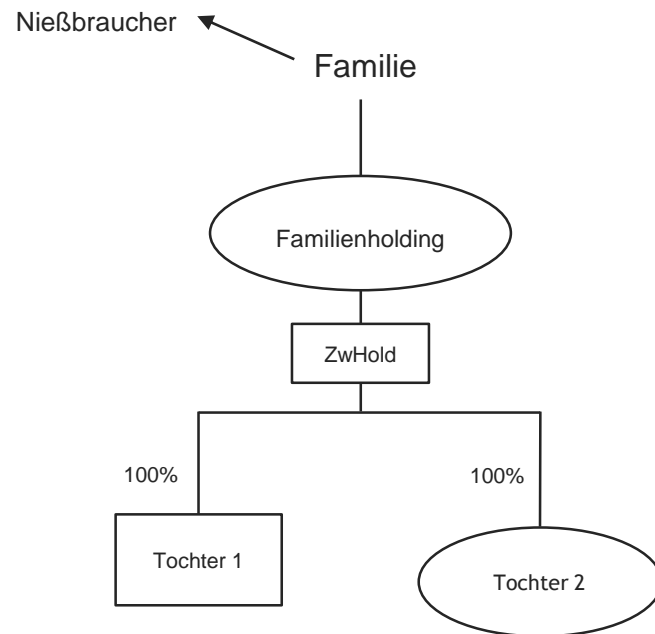 Nießbraucher
Familie
Familienholding
ZwHold
100%
100%
Tochter 1
Tochter 2